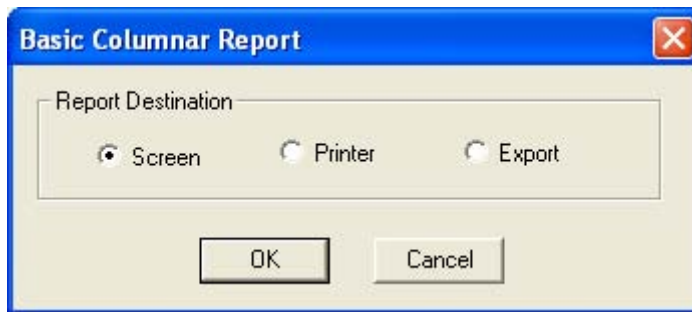 Basic Columnar Report
Report Destination
Screen Printer Export
OK Cancel